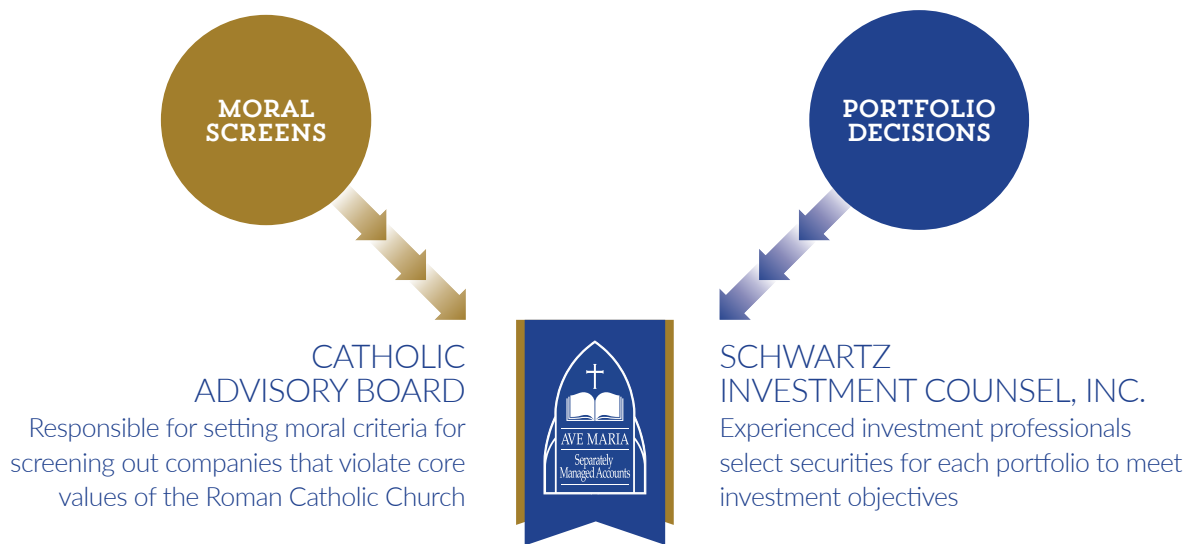 MORAL
SCREENS
PORTFOLIO
DECISIONS
CATHOLIC
ADVISORY BOARD
Responsible for setting moral criteria for
screening out companies that violate core
values of the Roman Catholic Church
AVE MARIA
Separately
Managed Accounts
SCHWARTZ
INVESTMENT COUNSEL, INC.
Experienced investment professionals
select securities for each portfolio to meet
investment objectives